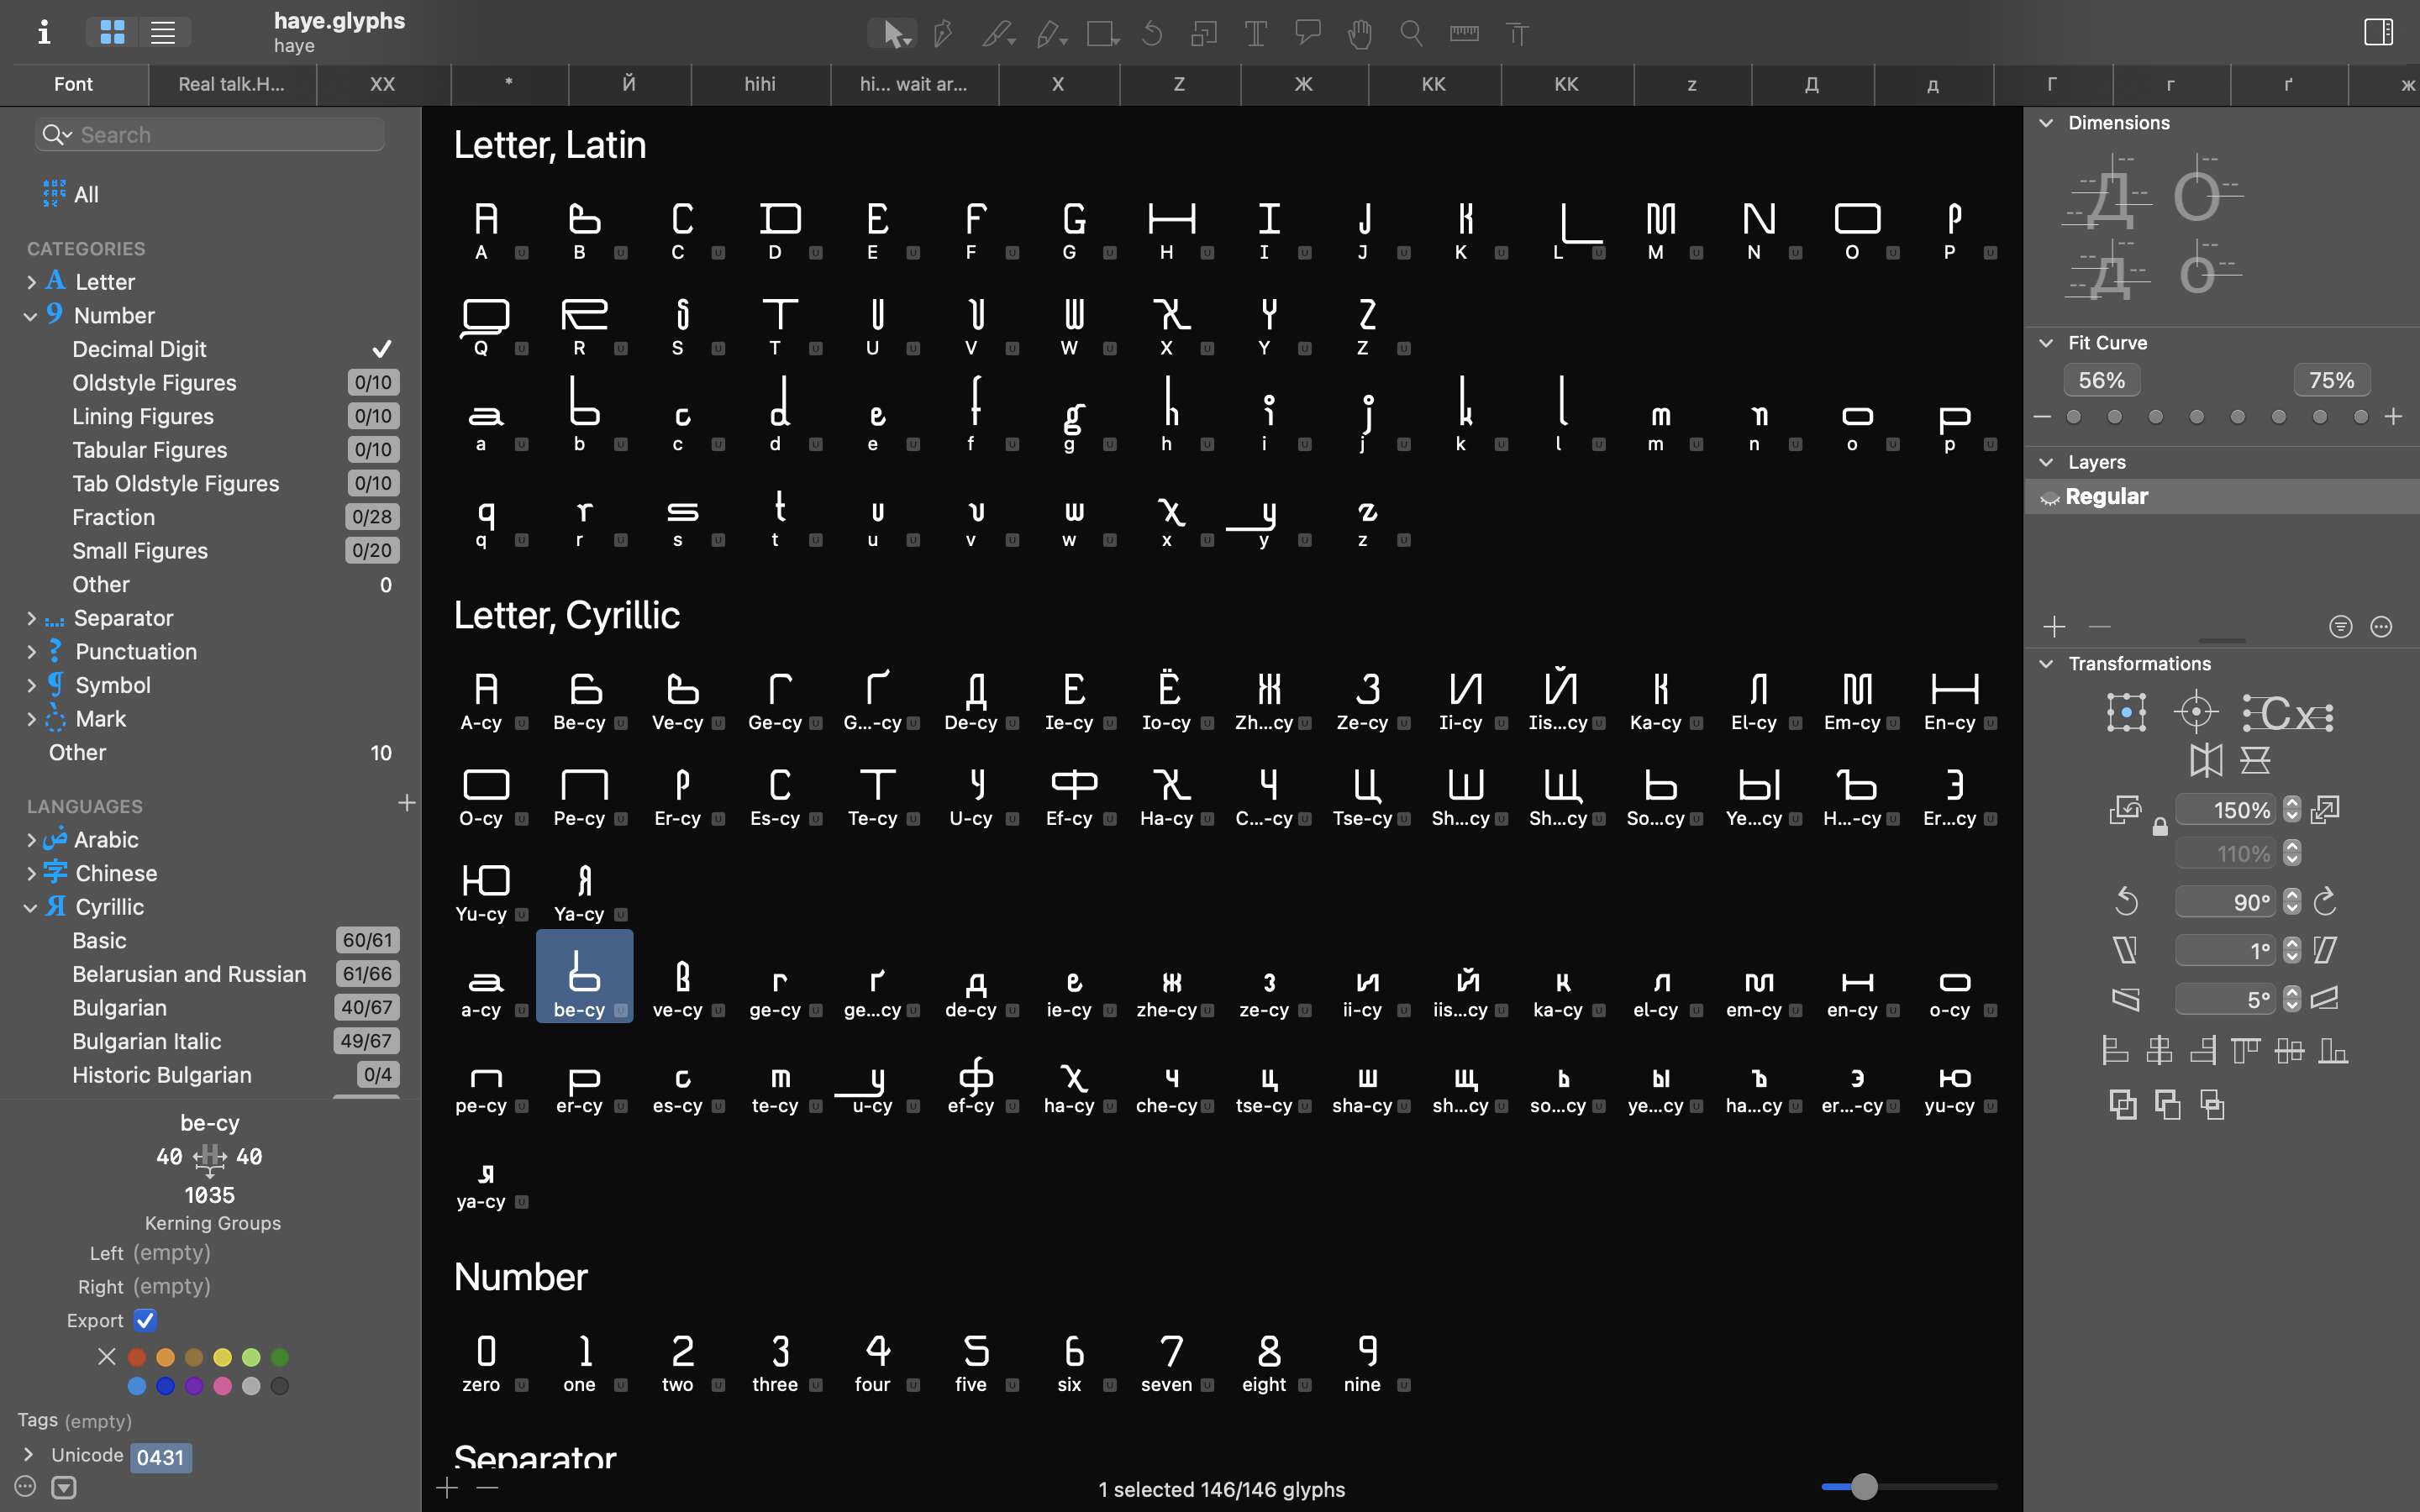 haye.glyphs
haye
Font Real talk.H... XX * Й hihi hi... wait ar... X Z Ж КК КК z Д д Г г ґ ж
Search
All
CATEGORIES
Letter
Number
Decimal Digit
Oldstyle Figures 0/10
Lining Figures 0/10
Tabular Figures 0/10
Tab Oldstyle Figures 0/10
Fraction 0/28
Small Figures 0/20
Other 0
Separator
Punctuation
Symbol
Mark
Other 10
LANGUAGES
Arabic
Chinese
Cyrillic
Basic 60/61
Belarusian and Russian 61/66
Bulgarian 40/67
Bulgarian Italic 49/67
Historic Bulgarian 0/4
be-cy
40 H 40
1035
Kerning Groups
Left (empty)
Right (empty)
Export
Tags (empty)
Unicode 0431
Letter, Latin
A B C D E F G H I J K L M N O P
A B C D E F G H I J K L M N O P
Q R S T U V W X Y Z
Q R S T U V W X Y Z
a b c d e f g h i j k l m n o p
a b c d e f g h i j k l m n o p
q r s t u v w x y z
q r s t u v w x y z
Letter, Cyrillic
А Б В Г Ґ Д Е Ё Ж З И Й К Л М Н
A-cy Be-cy Ve-cy Ge-cy G...-cy De-cy Ie-cy Io-cy Zh...cy Ze-cy Ii-cy Iis...cy Ka-cy El-cy Em-cy En-cy
О П Р С Т У Ф Х Ч Ц Ш Щ Ь Ы Ъ Э
O-cy Pe-cy Er-cy Es-cy Te-cy U-cy Ef-cy Ha-cy C...-cy Tse-cy Sh...cy Sh...cy So...cy Ye...cy H...-cy Er...cy
Ю Я
Yu-cy Ya-cy
а б в г ґ д е ж з и й к л м н о
a-cy be-cy ve-cy ge-cy ge...cy de-cy ie-cy zhe-cy ze-cy ii-cy iis...cy ka-cy el-cy em-cy en-cy o-cy
п р с т у ф х ч ц ш щ ь ы ъ э ю
pe-cy er-cy es-cy te-cy u-cy ef-cy ha-cy che-cy tse-cy sha-cy sh...cy so...cy ye...cy ha...cy er...-cy yu-cy
я
ya-cy
Number
0 1 2 3 4 5 6 7 8 9
zero one two three four five six seven eight nine
Separator
1 selected 146/146 glyphs
Dimensions
Д О
д о
Fit Curve
56% 75%
Layers
Regular
Transformations
Cx
150%
110%
90°
1°
5°